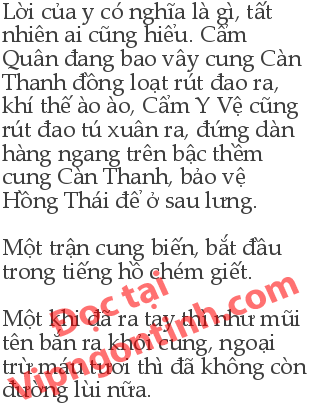 Lời của y có nghĩa là gì, tất
nhiên ai cũng hiểu. Cấm
Quân đang bao vây cung Càn
Thanh đồng loạt rút đao ra,
khí thế ào ào, Cẩm Y Vệ cũng
rút đao tú xuân ra, đứng dàn
hàng ngang trên bậc thềm
cung Càn Thanh, bảo vệ
Hồng Thái đế ở sau lưng.
Một trận cung biến, bắt đầu
trong tiếng hô chém giết.
Đọc tại
Vipngontinh.com
Một khi đã ra tay thì như mũi
tên bắn ra khỏi cung, ngoại
trừ máu tươi thì đã không còn
đường lùi nữa.